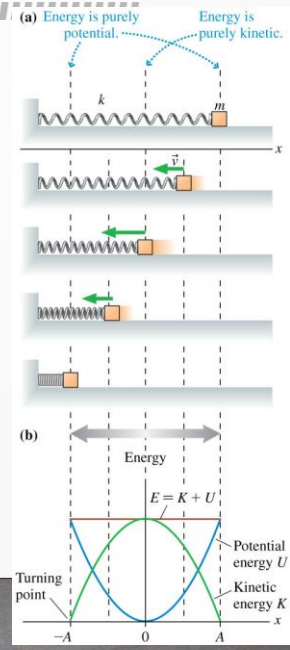 (a) Energy is purely potential.
Energy is purely kinetic.
k
m
x
v⃗
(b)
Energy
E = K + U
Potential
energy U
Turning
point
Kinetic
energy K
x
−A
0
A